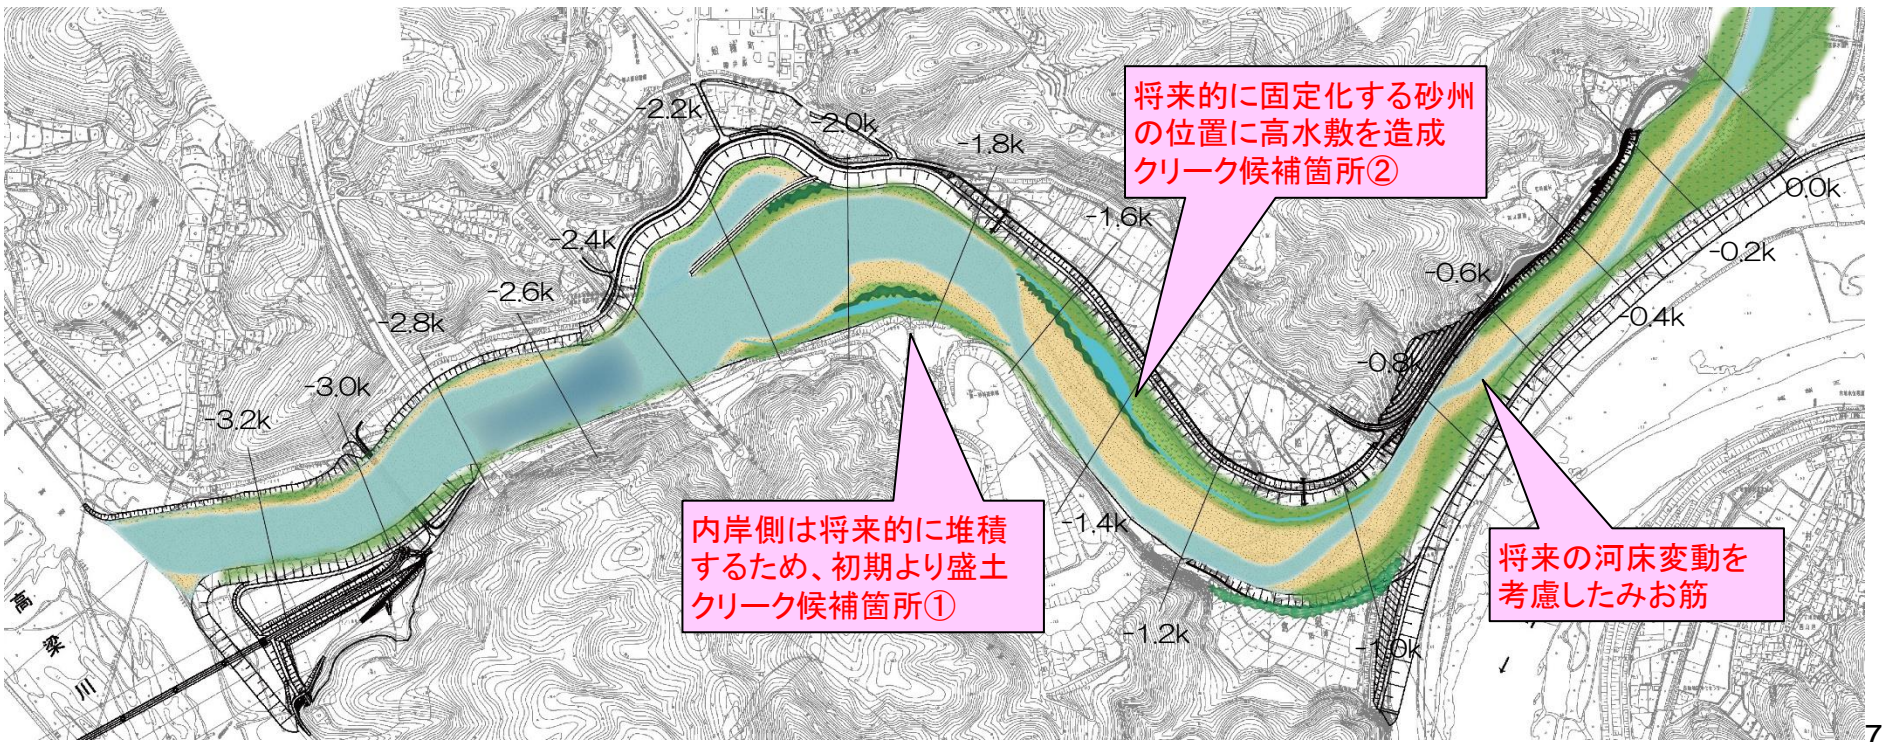 将来的に固定化する砂州
の位置に高水敷を造成
クリーク候補箇所②
内岸側は将来的に堆積
するため、初期より盛土
クリーク候補箇所①
将来の河床変動を
考慮したみお筋
-3.2k
-3.0k
-2.8k
-2.6k
-2.4k
-2.2k
-2.0k
-1.8k
-1.6k
-1.4k
-1.2k
-1.0k
-0.8k
-0.6k
-0.4k
-0.2k
0.0k
高
梁
川
7